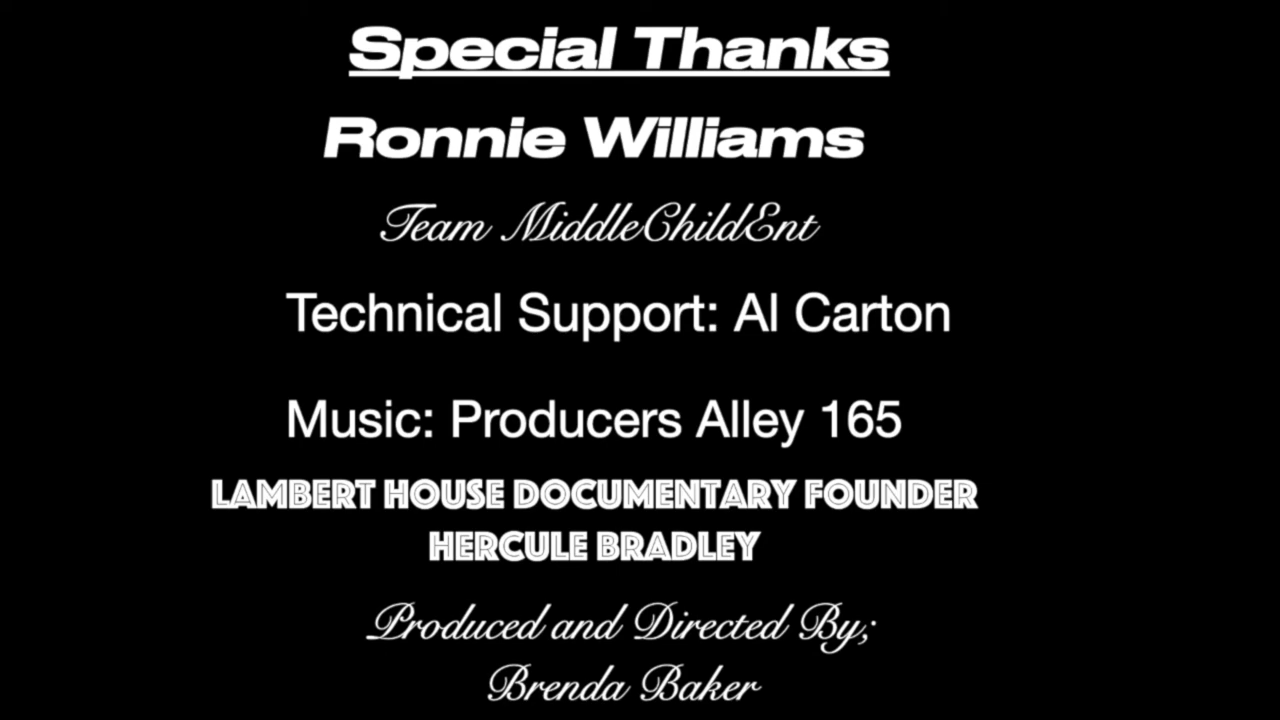 Special Thanks
Ronnie Williams
Team MiddleChildEnt
Technical Support: Al Carton
Music: Producers Alley 165
LAMBERT HOUSE DOCUMENTARY FOUNDER
HERCULE BRADLEY
Produced and Directed By;
Brenda Baker